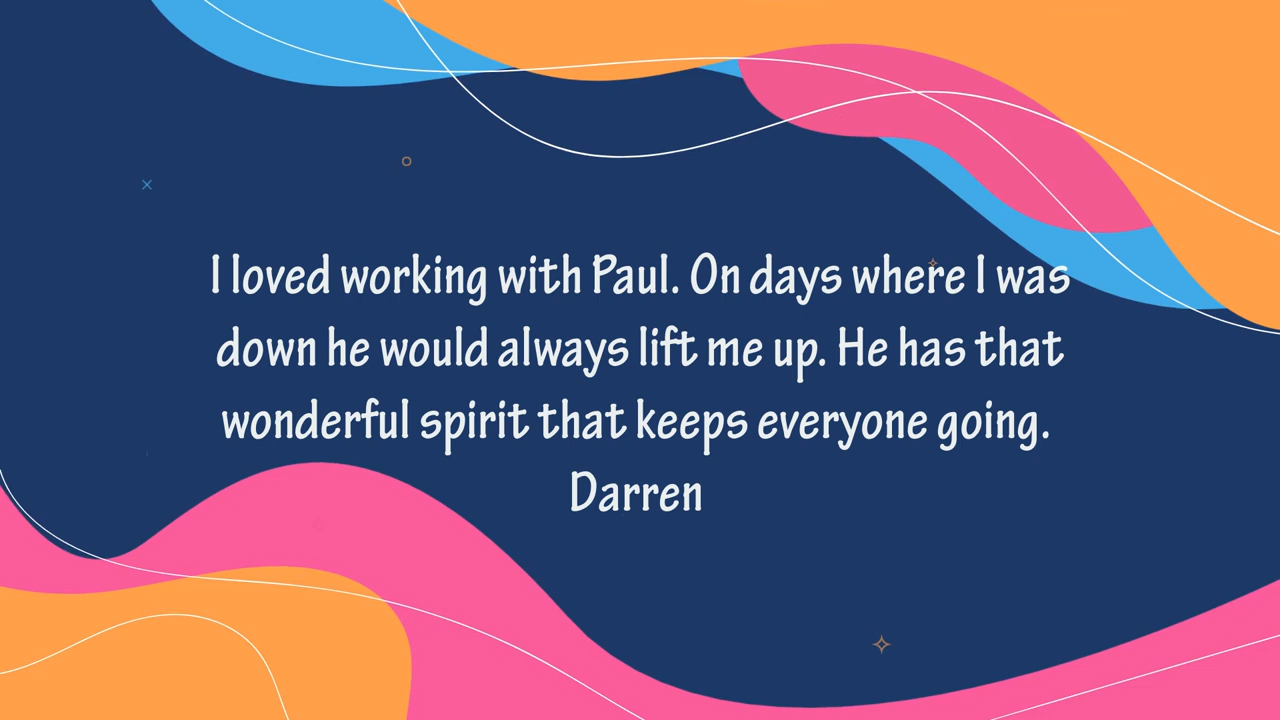 I loved working with Paul. On days where I was
down he would always lift me up. He has that
wonderful spirit that keeps everyone going.
Darren